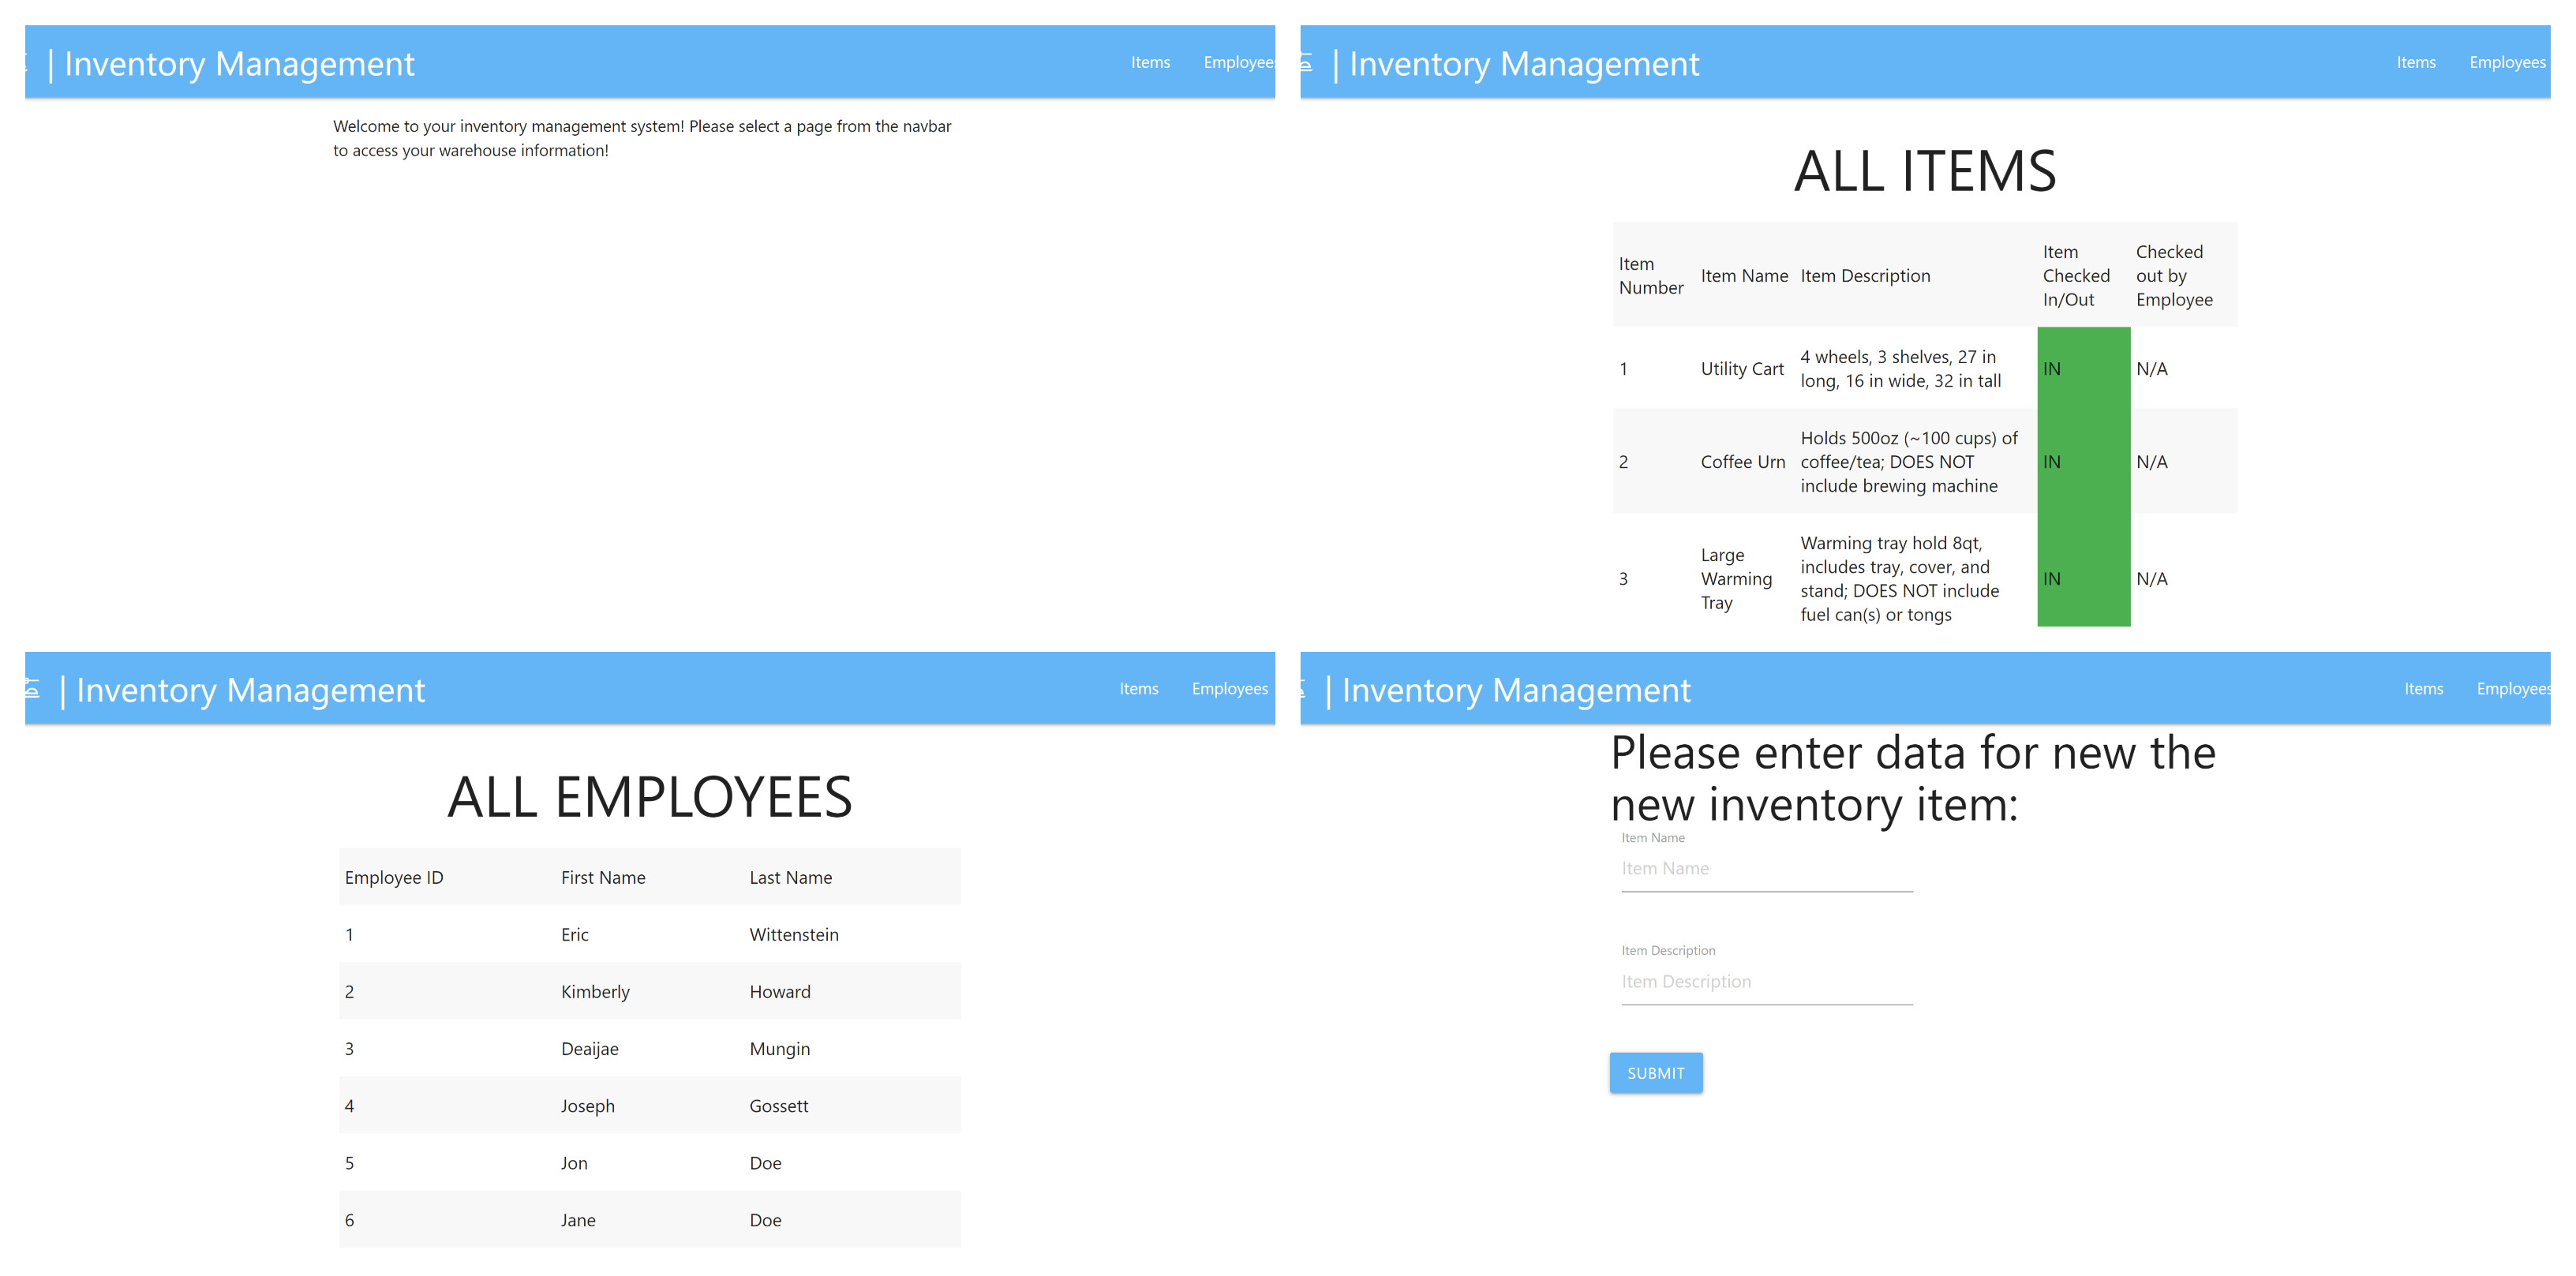 | Inventory Management
Items Employees
Welcome to your inventory management system! Please select a page from the navbar
to access your warehouse information!
| Inventory Management
Items Employees
ALL ITEMS
Item
Number
Item Name
Item Description
Item
Checked
In/Out
Checked
out by
Employee
1
Utility Cart
4 wheels, 3 shelves, 27 in
long, 16 in wide, 32 in tall
IN
N/A
2
Coffee Urn
Holds 500oz (~100 cups) of
coffee/tea; DOES NOT
include brewing machine
IN
N/A
3
Large
Warming
Tray
Warming tray hold 8qt,
includes tray, cover, and
stand; DOES NOT include
fuel can(s) or tongs
IN
N/A
| Inventory Management
Items Employees
ALL EMPLOYEES
Employee ID First Name Last Name
1 Eric Wittenstein
2 Kimberly Howard
3 Deaijae Mungin
4 Joseph Gossett
5 Jon Doe
6 Jane Doe
| Inventory Management
Items Employees
Please enter data for new the
new inventory item:
Item Name
Item Name
Item Description
Item Description
SUBMIT